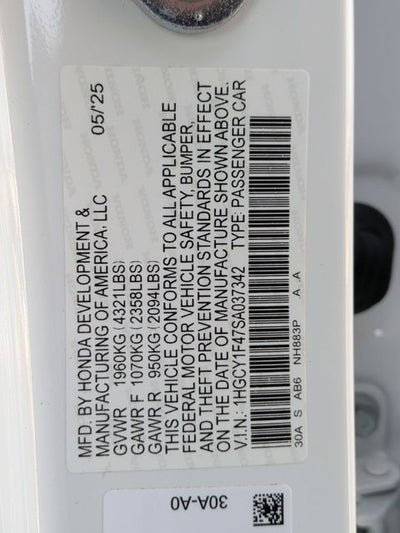 MFD. BY HONDA DEVELOPMENT &
MANUFACTURING OF AMERICA, LLC 05/'25
GVWR 1960KG(4321LBS)
GAWR F 1070KG(2358LBS)
GAWR R 950KG(2094LBS)
THIS VEHICLE CONFORMS TO ALL APPLICABLE
FEDERAL MOTOR VEHICLE SAFETY, BUMPER,
AND THEFT PREVENTION STANDARDS IN EFFECT
ON THE DATE OF MANUFACTURE SHOWN ABOVE.
V.I.N.: 1HGCY1F47SA037342 TYPE: PASSENGER CAR
30A S AB6 NH883P A .A
30A-A0